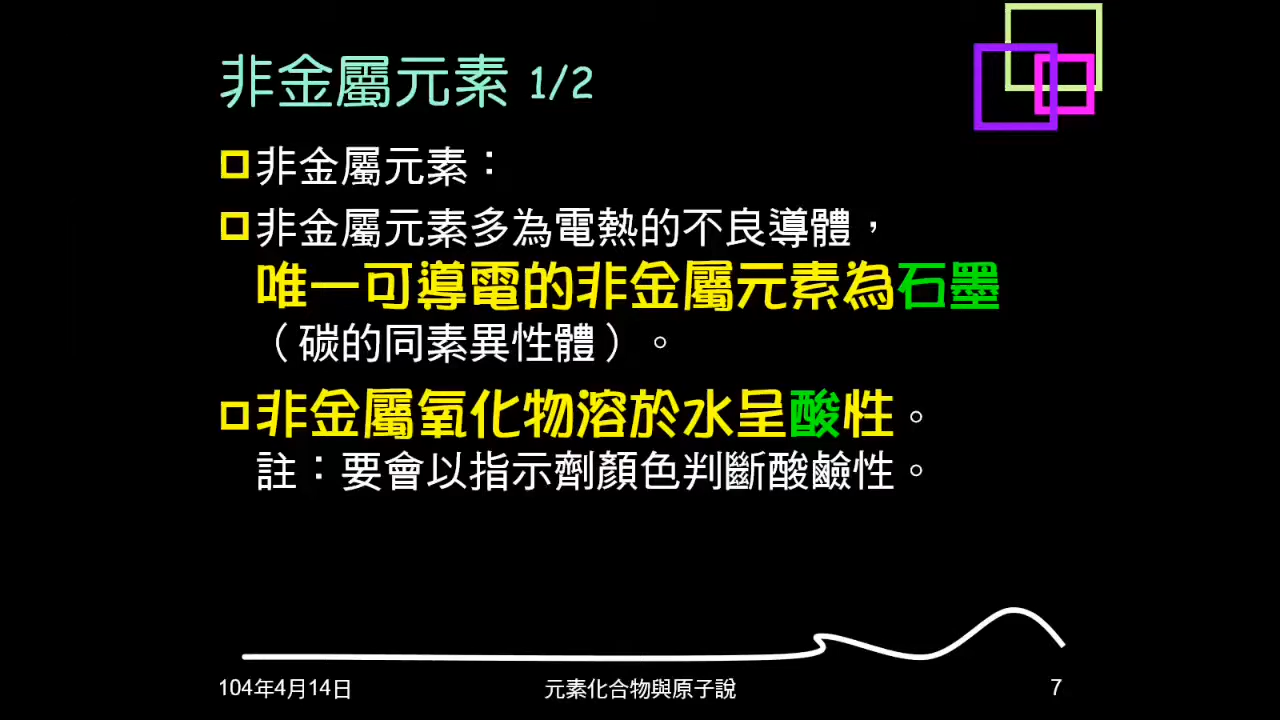 非金屬元素 1/2
非金屬元素：
非金屬元素多為電熱的不良導體，
唯一可導電的非金屬元素為石墨
（碳的同素異性體）。
非金屬氧化物溶於水呈酸性。
註：要會以指示劑顏色判斷酸鹼性。
104年4月14日
元素化合物與原子說
7